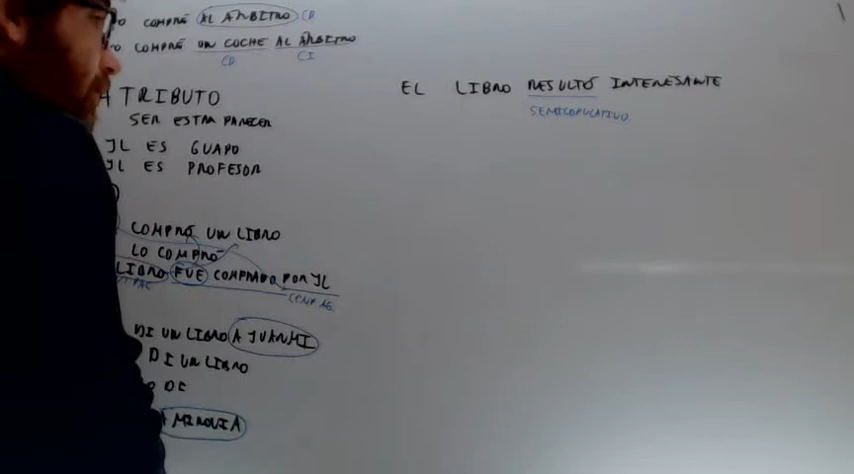 O COMPRÉ AL ÁRBITRO CD
O COMPRÉ UN COCHE AL ÁRBITRO
CD CI
ATRIBUTO
SER ESTAR PARECER
JL ES GUAPO
JL ES PROFESOR
COMPRÓ UN LIBRO
LO COMPRÓ
LIBRO FUE COMPRADO POR JL
COMP AG
DI UN LIBRO A JUANMI
DI UN LIBRO
EL LIBRO RESULTÓ INTERESANTE
SEMICOPULATIVO